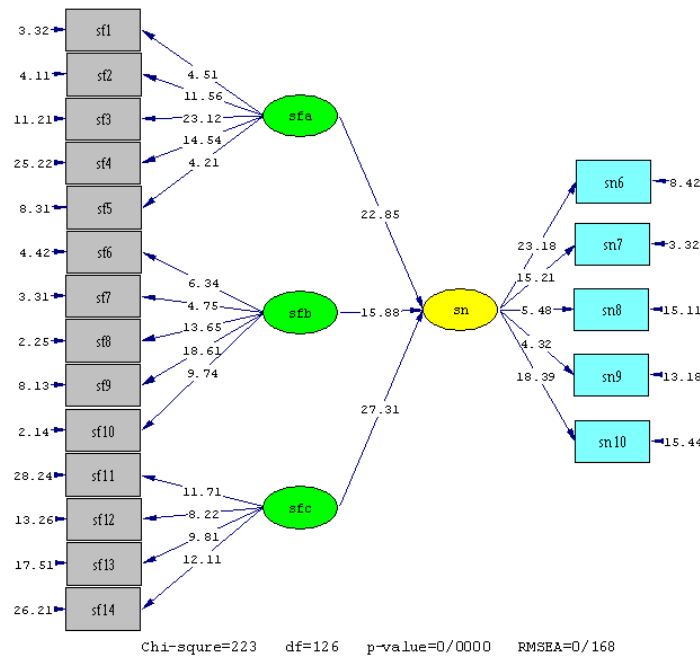 3.32 sf1
4.11 sf2
11.21 sf3
25.22 sf4
8.31 sf5
4.42 sf6
3.31 sf7
2.25 sf8
8.13 sf9
2.14 sf10
28.24 sf11
13.26 sf12
17.51 sf13
26.21 sf14
4.51
11.56
23.12
14.54
4.21
sfa
6.34
4.75
13.65
18.61
9.74
sfb
11.71
8.22
9.81
12.11
sfc
22.85
15.88
27.31
sn
23.18
15.21
5.48
4.32
18.39
sn6 8.42
sn7 3.32
sn8 15.11
sn9 13.18
sn10 15.44
Chi-squre=223 df=126 p-value=0/0000 RMSEA=0/168